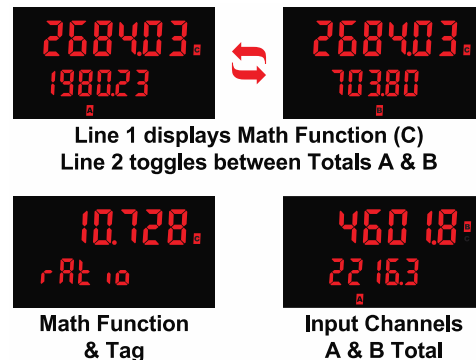 2684.03 C 2684.03 C
1980.23 703.80
A B
Line 1 displays Math Function (C)
Line 2 toggles between Totals A & B
10.728 C 4601.8 B
C
rAtio 2216.3
A
Math Function Input Channels
& Tag A & B Total